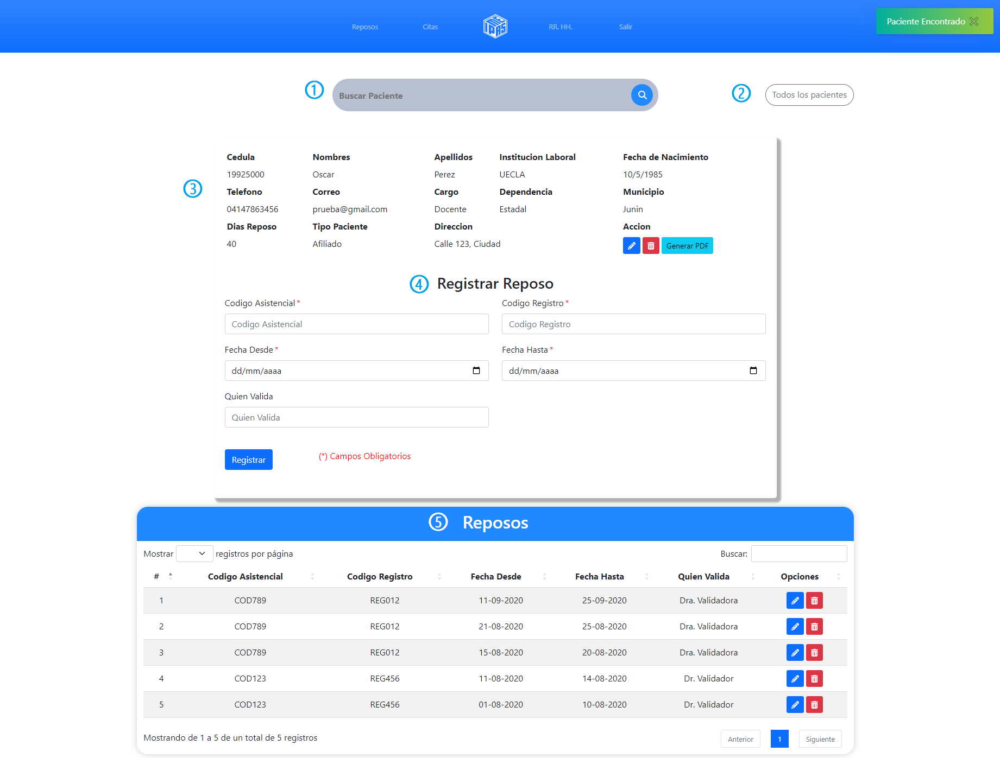 Reposos Citas RR. HH. Salir
Paciente Encontrado
1 Buscar Paciente 2 Todos los pacientes
3
Cedula Nombres Apellidos Institucion Laboral Fecha de Nacimiento
19925000 Oscar Perez UECLA 10/5/1985
Telefono Correo Cargo Dependencia Municipio
04147863456 prueba@gmail.com Docente Estadal Junin
Dias Reposo Tipo Paciente Direccion Accion
40 Afiliado Calle 123, Ciudad Generar PDF
4 Registrar Reposo
Codigo Asistencial * Codigo Registro *
Codigo Asistencial Codigo Registro
Fecha Desde * Fecha Hasta *
dd/mm/aaaa dd/mm/aaaa
Quien Valida
Quien Valida
Registrar (*) Campos Obligatorios
5 Reposos
Mostrar registros por página Buscar:
# Codigo Asistencial Codigo Registro Fecha Desde Fecha Hasta Quien Valida Opciones
1 COD789 REG012 11-09-2020 25-09-2020 Dra. Validadora
2 COD789 REG012 21-08-2020 25-08-2020 Dra. Validadora
3 COD789 REG012 15-08-2020 20-08-2020 Dra. Validadora
4 COD123 REG456 11-08-2020 14-08-2020 Dr. Validador
5 COD123 REG456 01-08-2020 10-08-2020 Dr. Validador
Mostrando de 1 a 5 de un total de 5 registros Anterior 1 Siguiente